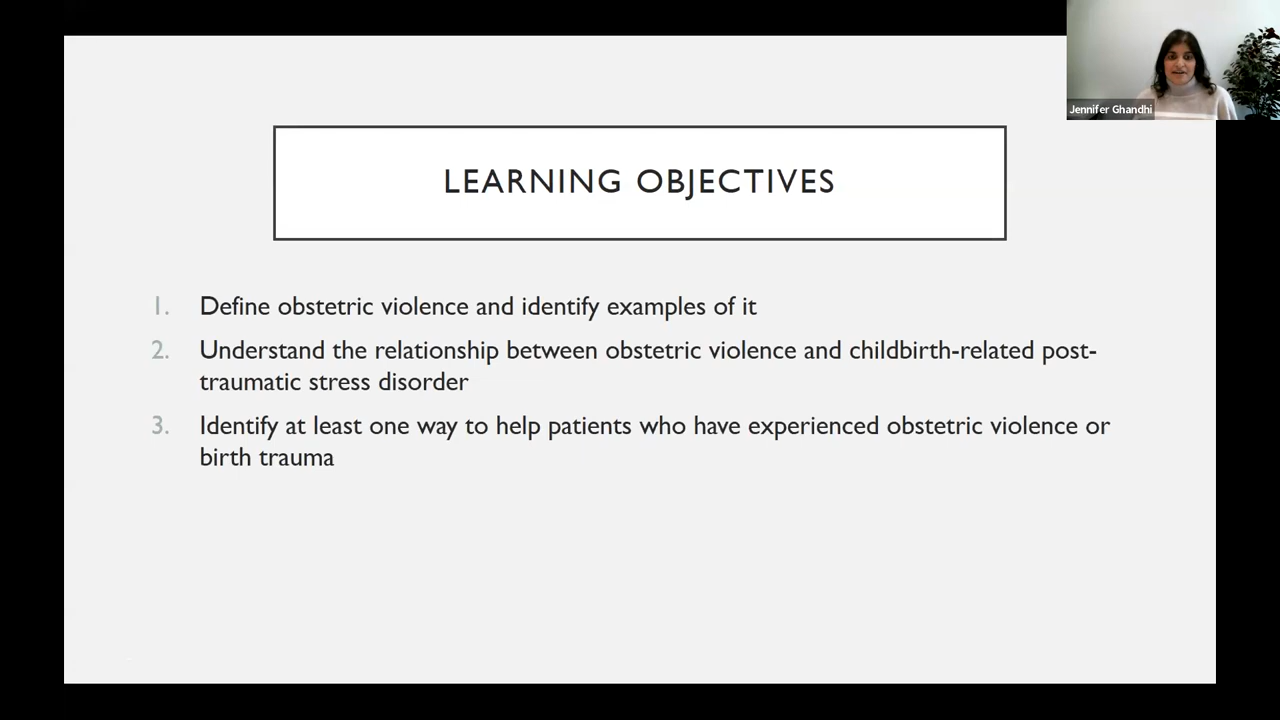 Jennifer Ghandhi
LEARNING OBJECTIVES
1. Define obstetric violence and identify examples of it
2. Understand the relationship between obstetric violence and childbirth-related post-
traumatic stress disorder
3. Identify at least one way to help patients who have experienced obstetric violence or
birth trauma